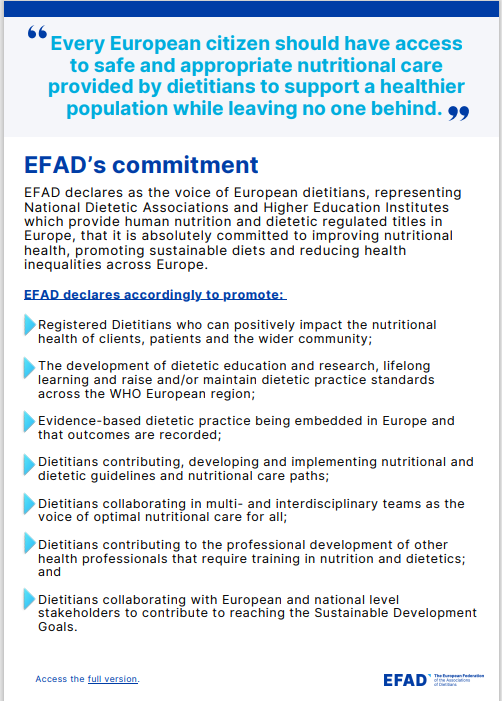 “ Every European citizen should have access
to safe and appropriate nutritional care
provided by dietitians to support a healthier
population while leaving no one behind. ”
EFAD’s commitment
EFAD declares as the voice of European dietitians, representing
National Dietetic Associations and Higher Education Institutes
which provide human nutrition and dietetic regulated titles in
Europe, that it is absolutely committed to improving nutritional
health, promoting sustainable diets and reducing health
inequalities across Europe.
EFAD declares accordingly to promote:
Registered Dietitians who can positively impact the nutritional
health of clients, patients and the wider community;
The development of dietetic education and research, lifelong
learning and raise and/or maintain dietetic practice standards
across the WHO European region;
Evidence-based dietetic practice being embedded in Europe and
that outcomes are recorded;
Dietitians contributing, developing and implementing nutritional and
dietetic guidelines and nutritional care paths;
Dietitians collaborating in multi- and interdisciplinary teams as the
voice of optimal nutritional care for all;
Dietitians contributing to the professional development of other
health professionals that require training in nutrition and dietetics;
and
Dietitians collaborating with European and national level
stakeholders to contribute to reaching the Sustainable Development
Goals.
Access the full version.
EFAD
The European Federation
of the Associations
of Dietitians